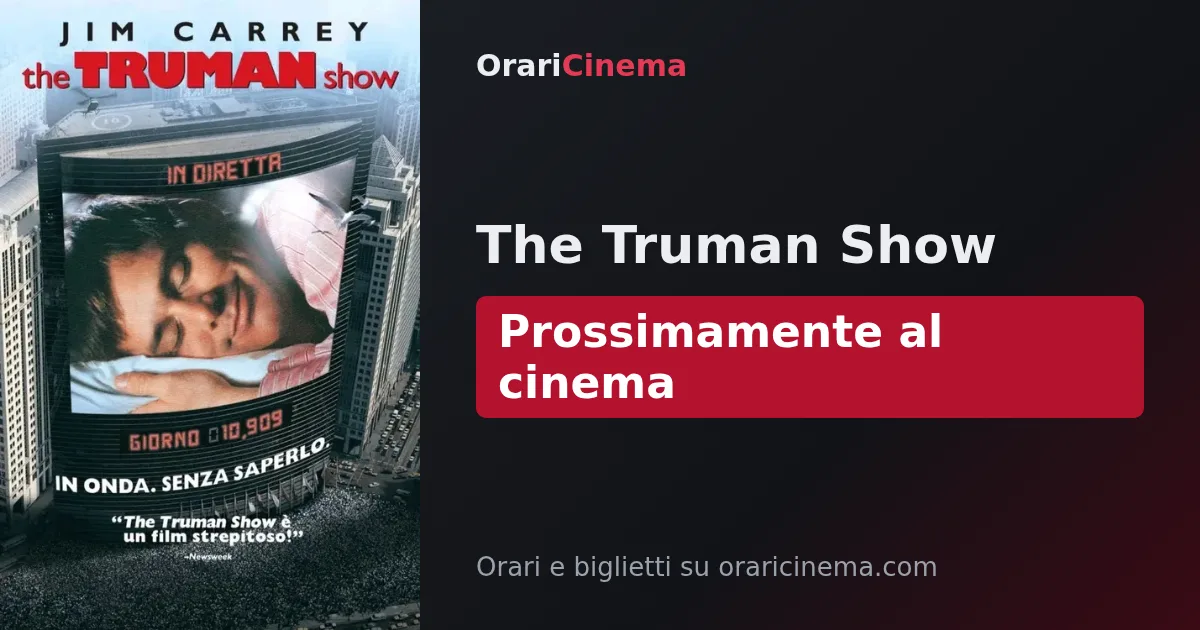 JIM CARREY
the TRUMAN show
IN DIRETTA
GIORNO 10,909
IN ONDA. SENZA SAPERLO.
“The Truman Show è
un film strepitoso!”
–Newsweek
OrariCinema
The Truman Show
Prossimamente al
cinema
Orari e biglietti su oraricinema.com